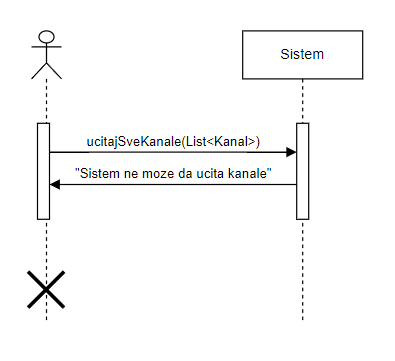 Sistem
ucitajSveKanale(List<Kanal>)
"Sistem ne moze da ucita kanale"